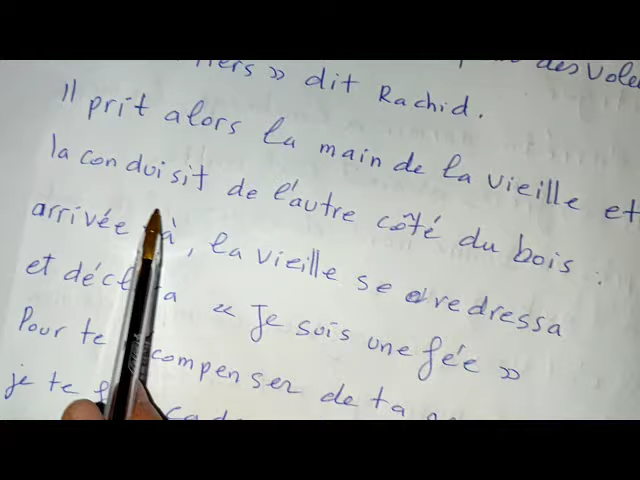 dit Rachid.
Il prit alors la main de la vieille et
la conduisit de l'autre côté du bois.
arrivée là, la vieille se redressa
et déclara « Je suis une fée »
Pour te compenser de ta
je te